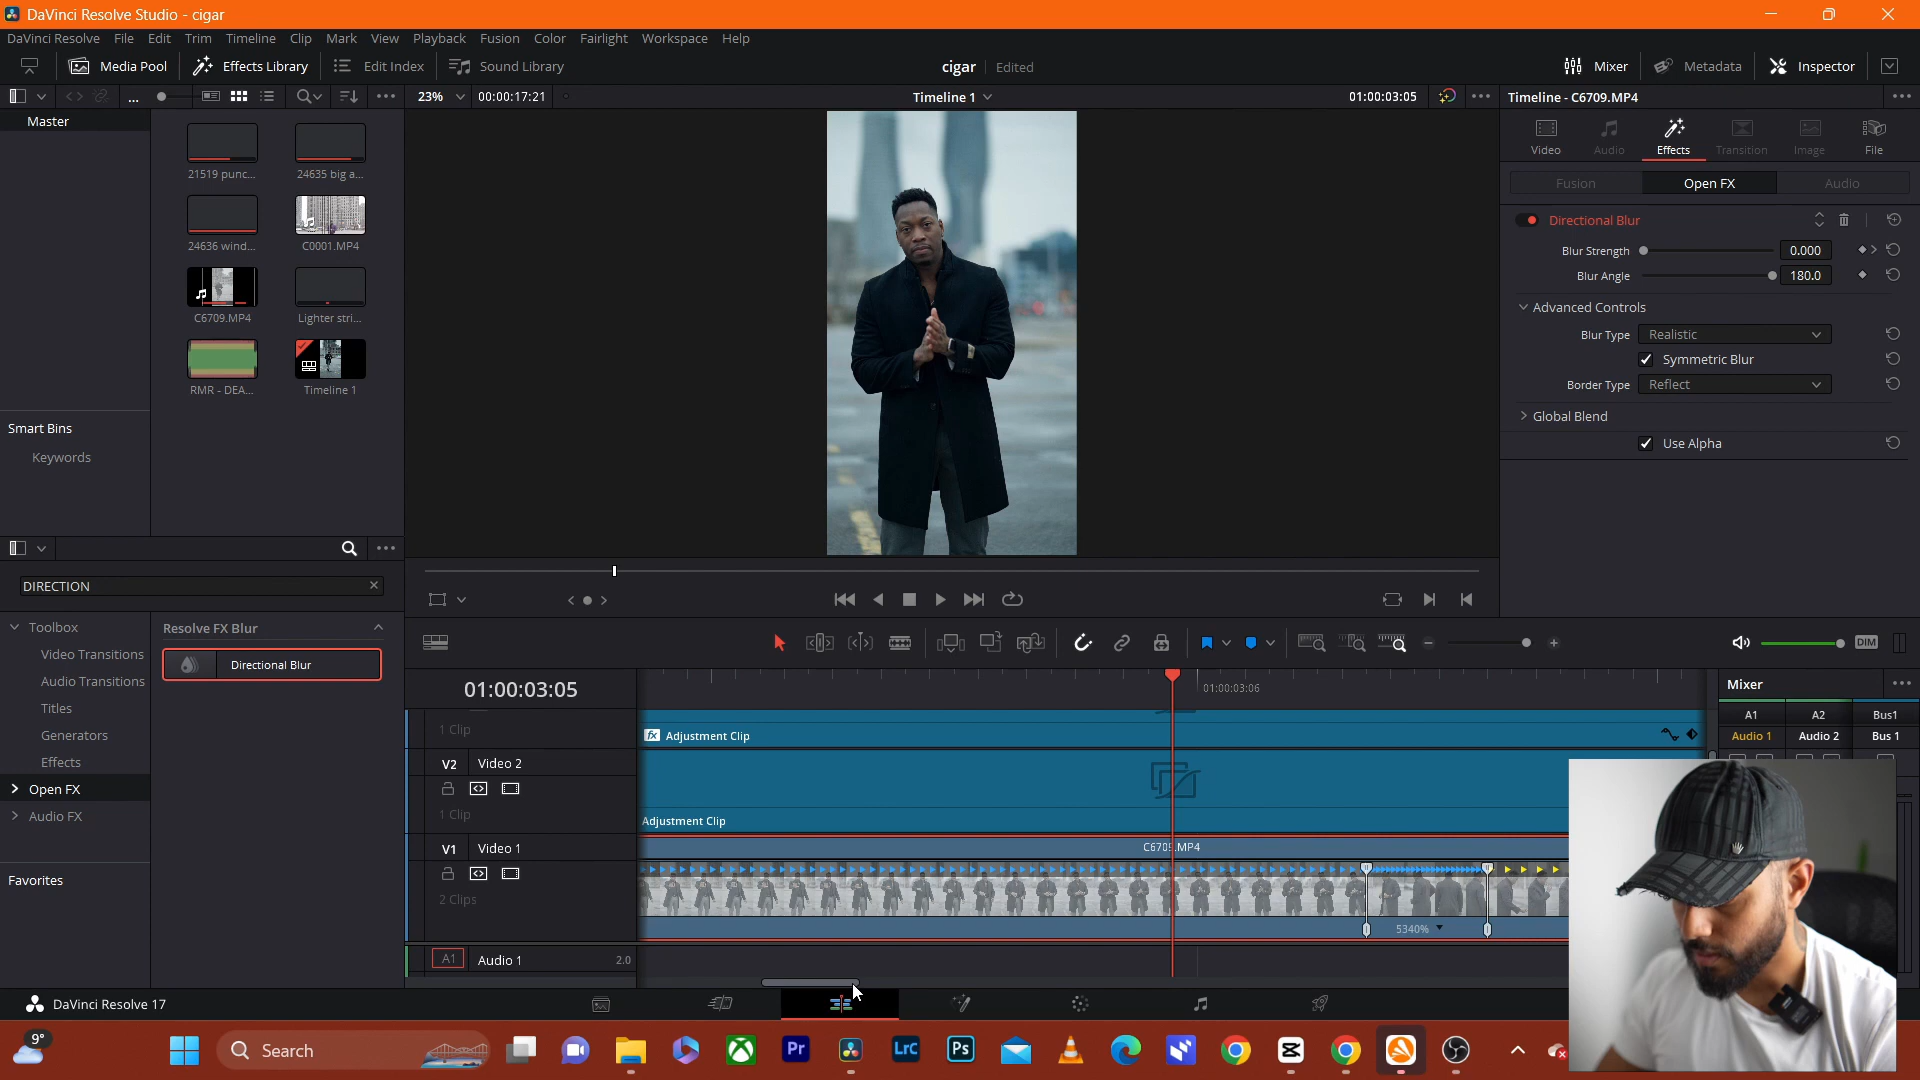 DaVinci Resolve Studio - cigar
DaVinci Resolve File Edit Trim Timeline Clip Mark View Playback Fusion Color Fairlight Workspace Help
Media Pool Effects Library Edit Index Sound Library cigar Edited Mixer Metadata Inspector
23% 00:00:17:21 Timeline 1 01:00:03:05 Timeline - C6709.MP4
Master
21519 punc... 24635 big a...
24636 wind... C0001.MP4
C6709.MP4 Lighter stri...
RMR - DEA... Timeline 1
Smart Bins
Keywords
Video Audio Effects Transition Image File
Fusion Open FX Audio
Directional Blur
Blur Strength 0.000
Blur Angle 180.0
Advanced Controls
Blur Type Realistic
Symmetric Blur
Border Type Reflect
Global Blend
Use Alpha
DIRECTION
Toolbox
Video Transitions
Audio Transitions
Titles
Generators
Effects
Open FX
Audio FX
Favorites
Resolve FX Blur
Directional Blur
DIM
01:00:03:05
01:00:03:06
1 Clip
fx Adjustment Clip
V2 Video 2
1 Clip
Adjustment Clip
V1 Video 1
C6709.MP4
2 Clips
5340%
A1 Audio 1 2.0
Mixer
A1 A2 Bus1
Audio 1 Audio 2 Bus 1
DaVinci Resolve 17
9°
Search
Pr
LrC
Ps